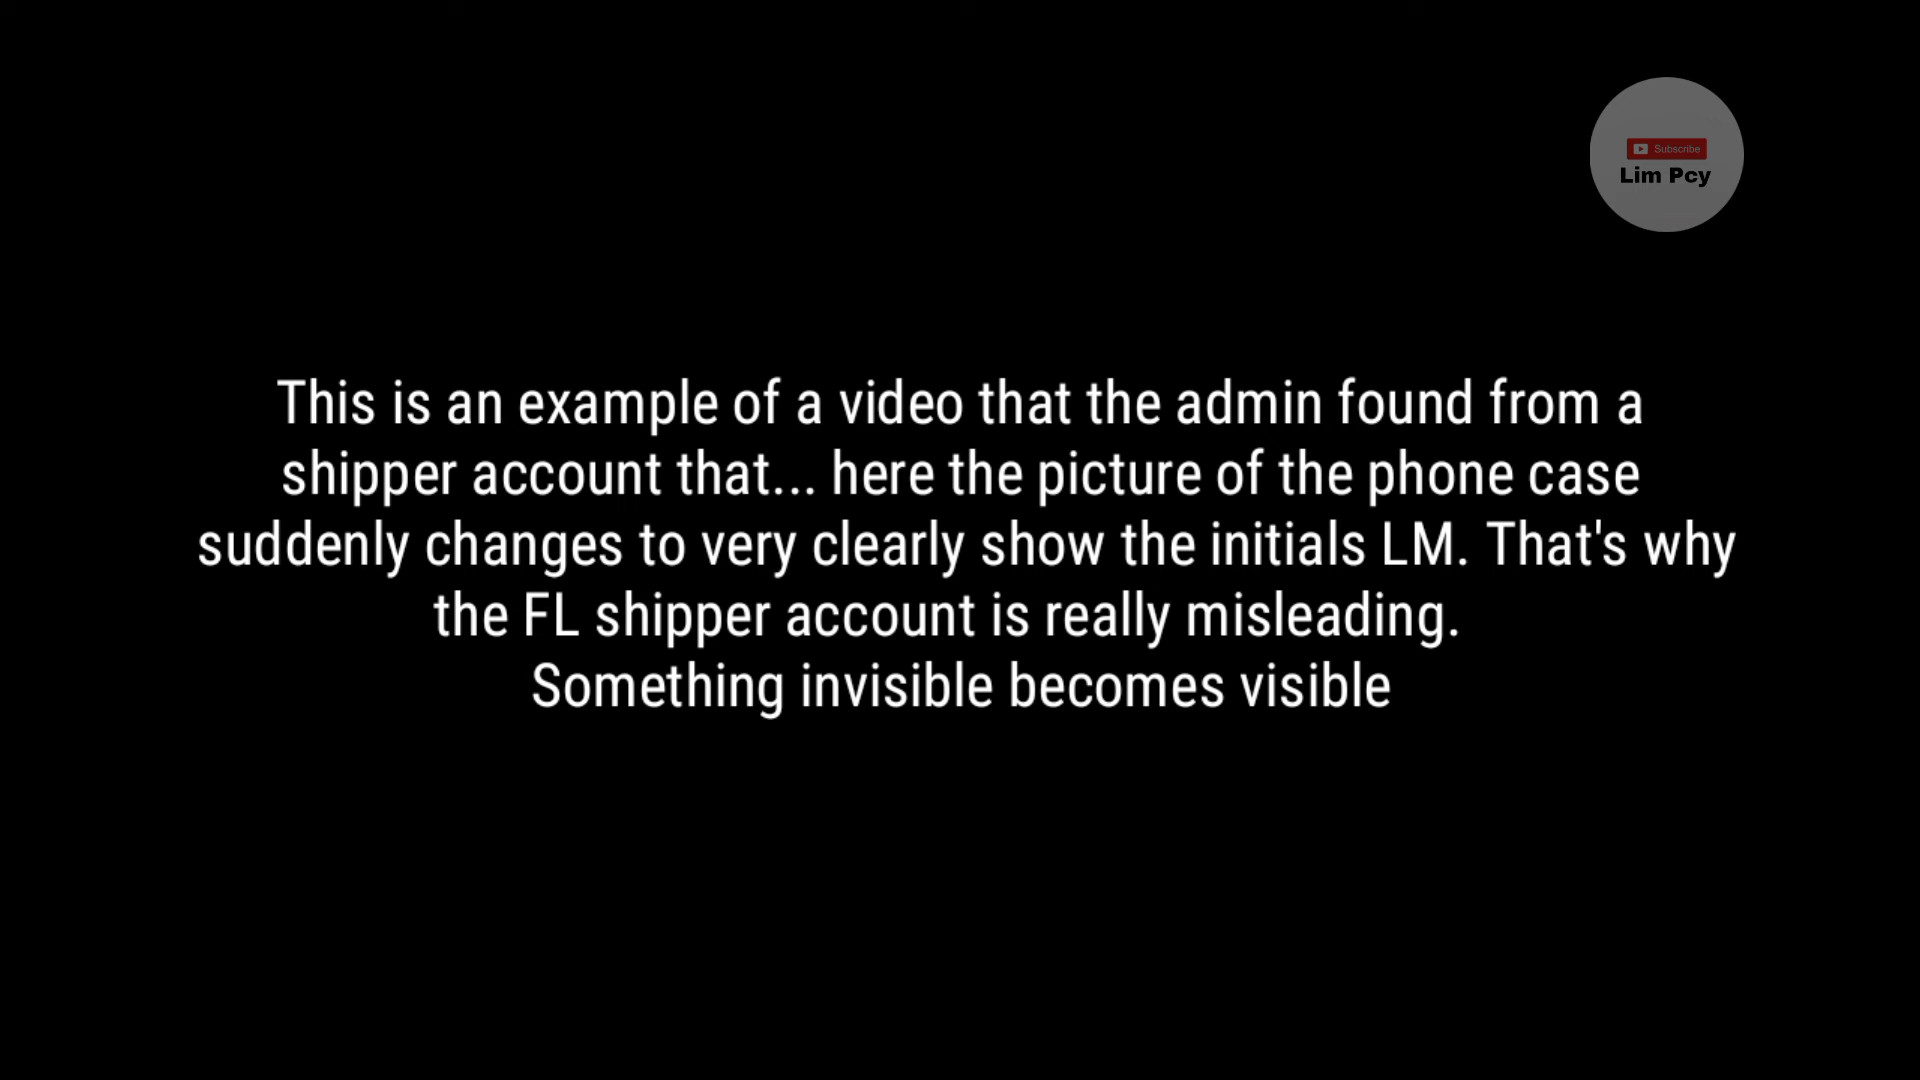 Subscribe
Lim Pcy
This is an example of a video that the admin found from a
shipper account that... here the picture of the phone case
suddenly changes to very clearly show the initials LM. That's why
the FL shipper account is really misleading.
Something invisible becomes visible